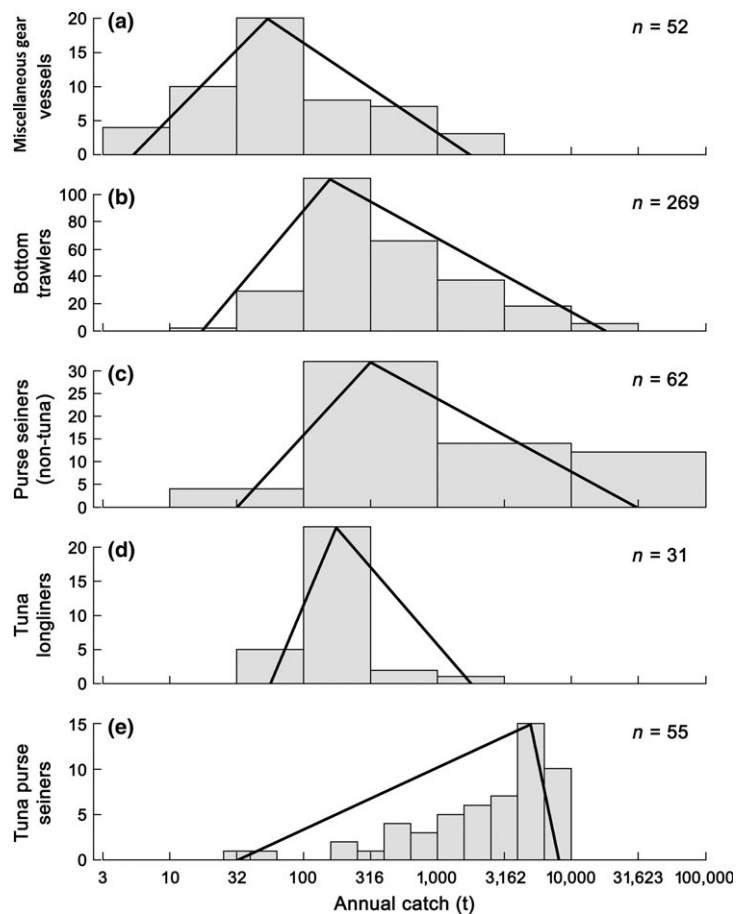 (a)
n = 52
Miscellaneous gear
vessels
20
15
10
5
0
(b)
n = 269
Bottom
trawlers
100
80
60
40
20
0
(c)
n = 62
Purse seiners
(non-tuna)
30
25
20
15
10
5
0
(d)
n = 31
Tuna
longliners
20
15
10
5
0
(e)
n = 55
Tuna purse
seiners
15
10
5
0
3 10 32 100 316 1,000 3,162 10,000 31,623 100,000
Annual catch (t)